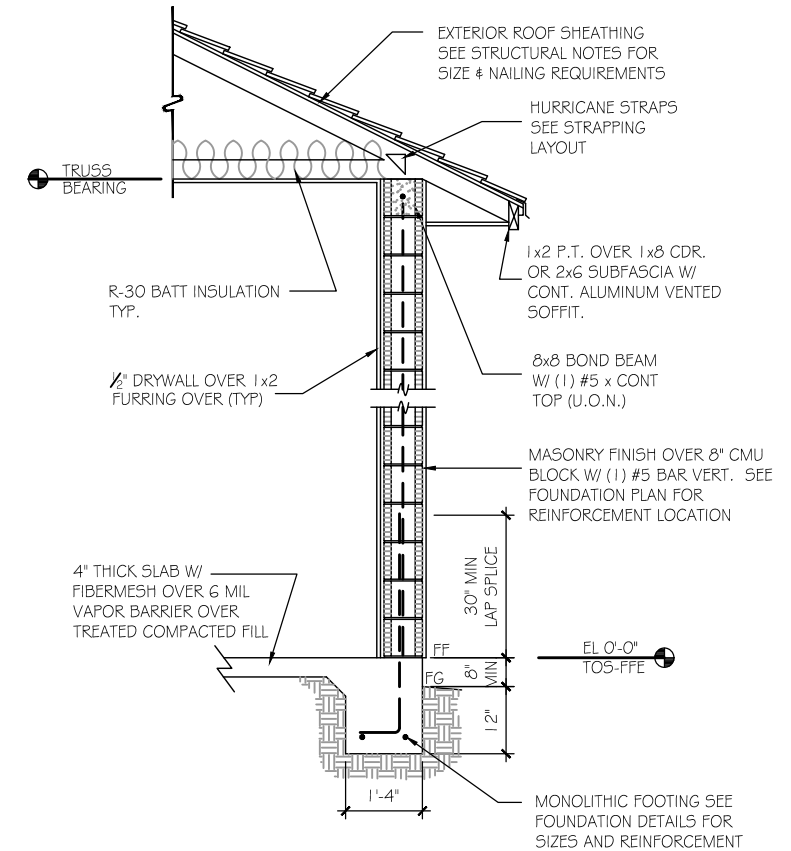 EXTERIOR ROOF SHEATHING
SEE STRUCTURAL NOTES FOR
SIZE & NAILING REQUIREMENTS
HURRICANE STRAPS
SEE STRAPPING
LAYOUT
TRUSS
BEARING
1x2 P.T. OVER 1x8 CDR.
OR 2x6 SUBFASCIA W/
CONT. ALUMINUM VENTED
SOFFIT.
R-30 BATT INSULATION
TYP.
8x8 BOND BEAM
W/ (1) #5 x CONT
TOP (U.O.N.)
1/2" DRYWALL OVER 1x2
FURRING OVER (TYP)
MASONRY FINISH OVER 8" CMU
BLOCK W/ (1) #5 BAR VERT. SEE
FOUNDATION PLAN FOR
REINFORCEMENT LOCATION
30" MIN
LAP SPLICE
4" THICK SLAB W/
FIBERMESH OVER 6 MIL
VAPOR BARRIER OVER
TREATED COMPACTED FILL
FF
EL 0'-0"
TOS-FFE
8"
MIN
FG
12"
1'-4"
MONOLITHIC FOOTING SEE
FOUNDATION DETAILS FOR
SIZES AND REINFORCEMENT